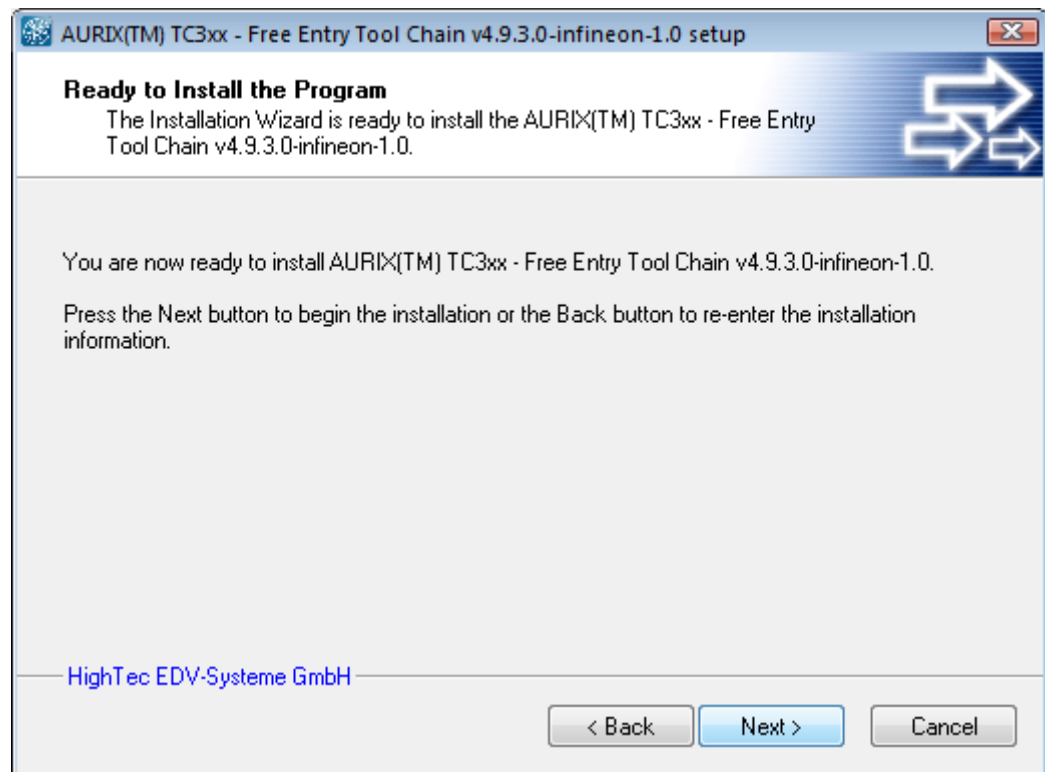 AURIX(TM) TC3xx - Free Entry Tool Chain v4.9.3.0-infineon-1.0 setup
Ready to Install the Program
The Installation Wizard is ready to install the AURIX(TM) TC3xx - Free Entry
Tool Chain v4.9.3.0-infineon-1.0.
You are now ready to install AURIX(TM) TC3xx - Free Entry Tool Chain v4.9.3.0-infineon-1.0.
Press the Next button to begin the installation or the Back button to re-enter the installation
information.
HighTec EDV-Systeme GmbH
< Back Next > Cancel